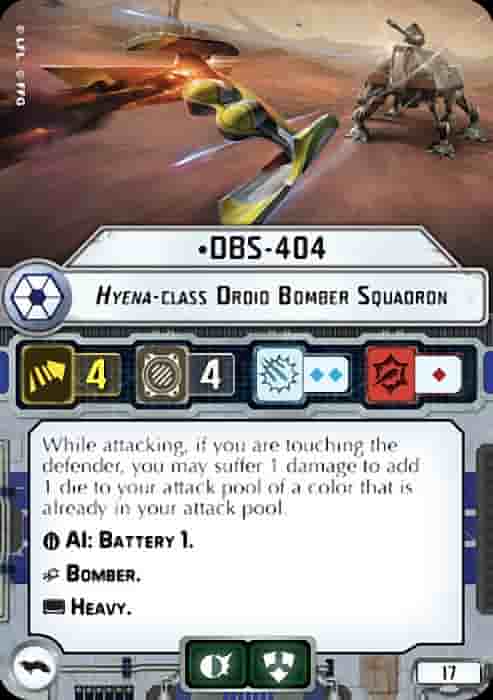 © LFL © FFG
•DBS-404
Hyena-class Droid Bomber Squadron
4 4
While attacking, if you are touching the
defender, you may suffer 1 damage to add
1 die to your attack pool of a color that is
already in your attack pool.
AI: Battery 1.
Bomber.
Heavy.
17